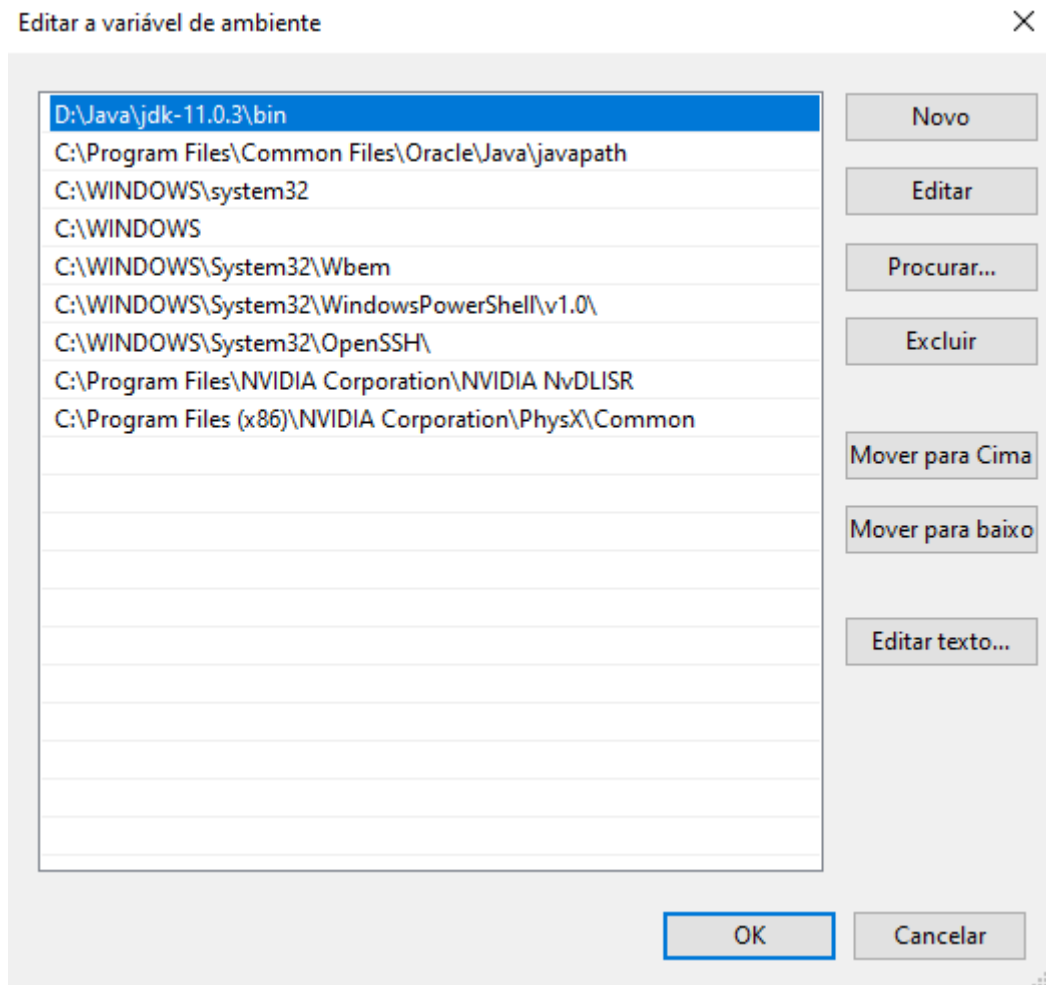 Editar a variável de ambiente
D:\Java\jdk-11.0.3\bin
C:\Program Files\Common Files\Oracle\Java\javapath
C:\WINDOWS\system32
C:\WINDOWS
C:\WINDOWS\System32\Wbem
C:\WINDOWS\System32\WindowsPowerShell\v1.0\
C:\WINDOWS\System32\OpenSSH\
C:\Program Files\NVIDIA Corporation\NVIDIA NvDLISR
C:\Program Files (x86)\NVIDIA Corporation\PhysX\Common
Novo
Editar
Procurar...
Excluir
Mover para Cima
Mover para baixo
Editar texto...
OK
Cancelar